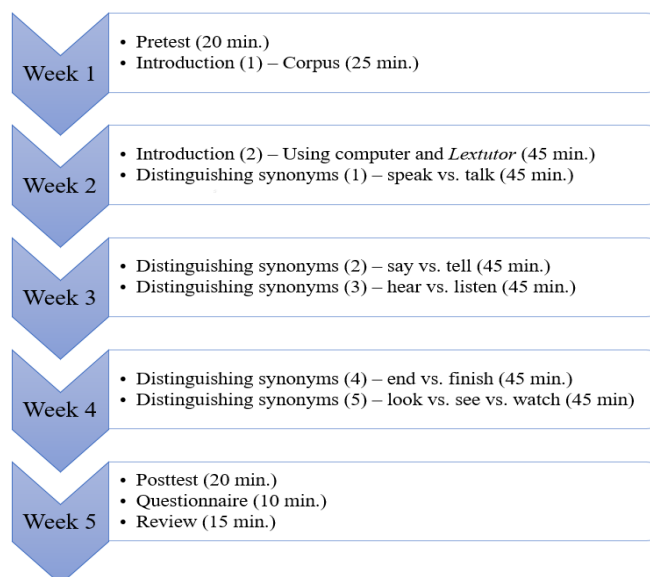 Week 1
• Pretest (20 min.)
• Introduction (1) – Corpus (25 min.)
Week 2
• Introduction (2) – Using computer and Lextutor (45 min.)
• Distinguishing synonyms (1) – speak vs. talk (45 min.)
Week 3
• Distinguishing synonyms (2) – say vs. tell (45 min.)
• Distinguishing synonyms (3) – hear vs. listen (45 min.)
Week 4
• Distinguishing synonyms (4) – end vs. finish (45 min.)
• Distinguishing synonyms (5) – look vs. see vs. watch (45 min)
Week 5
• Posttest (20 min.)
• Questionnaire (10 min.)
• Review (15 min.)